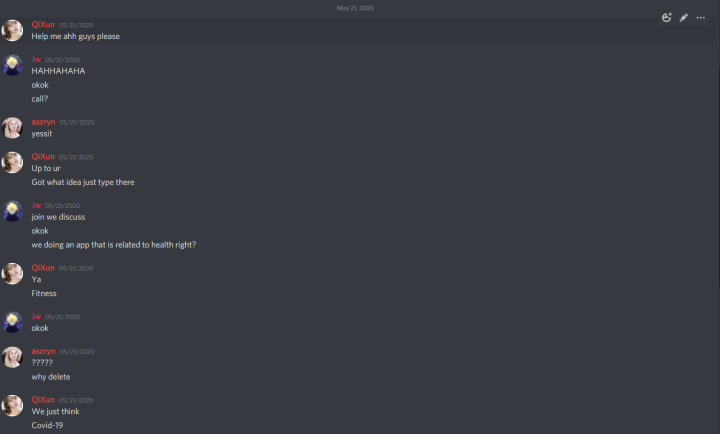 May 21, 2020
QiXun 05/21/2020
Help me ahh guys please
Jw 05/21/2020
HAHHAHAHA
okok
call?
aszryn 05/21/2020
yessit
QiXun 05/21/2020
Up to ur
Got what idea just type there
Jw 05/21/2020
join we discuss
okok
we doing an app that is related to health right?
QiXun 05/21/2020
Ya
Fitness
Jw 05/21/2020
okok
aszryn 05/21/2020
?????
why delete
QiXun 05/21/2020
We just think
Covid-19